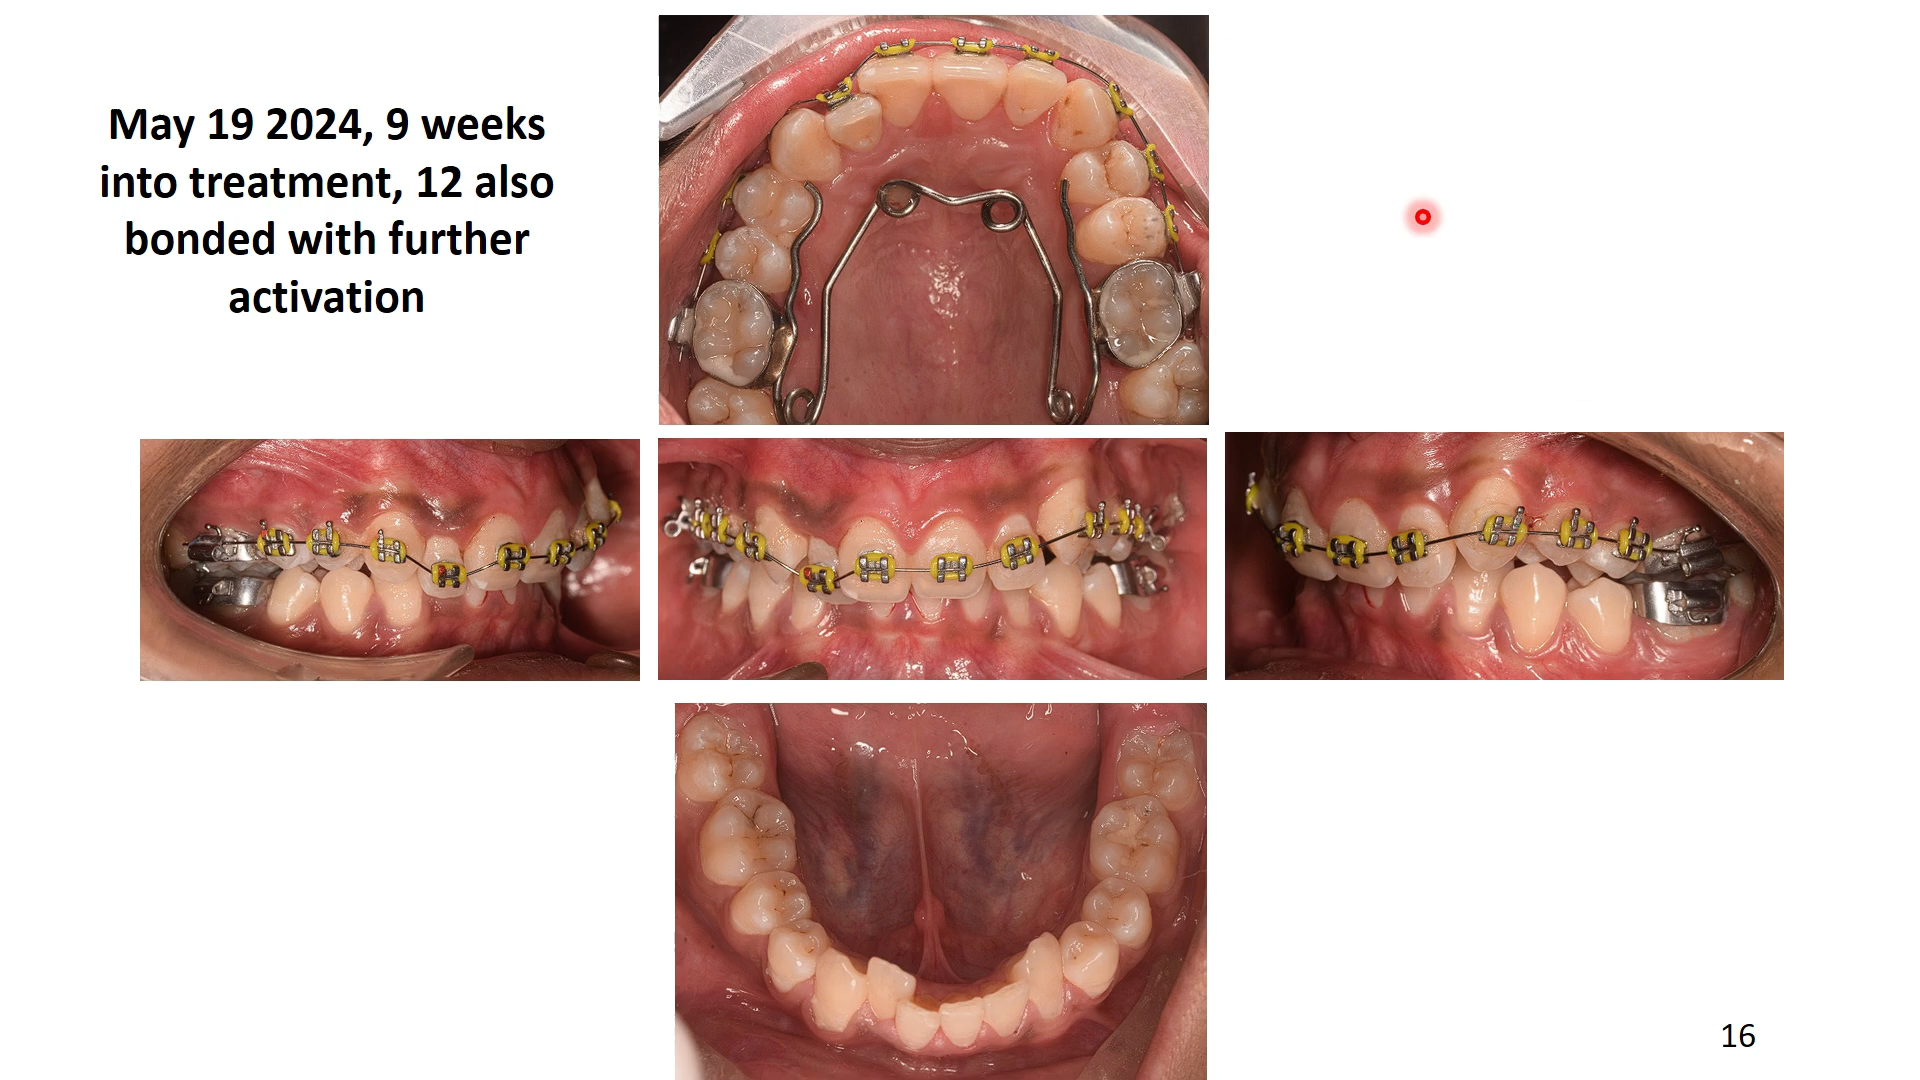 May 19 2024, 9 weeks
into treatment, 12 also
bonded with further
activation
16